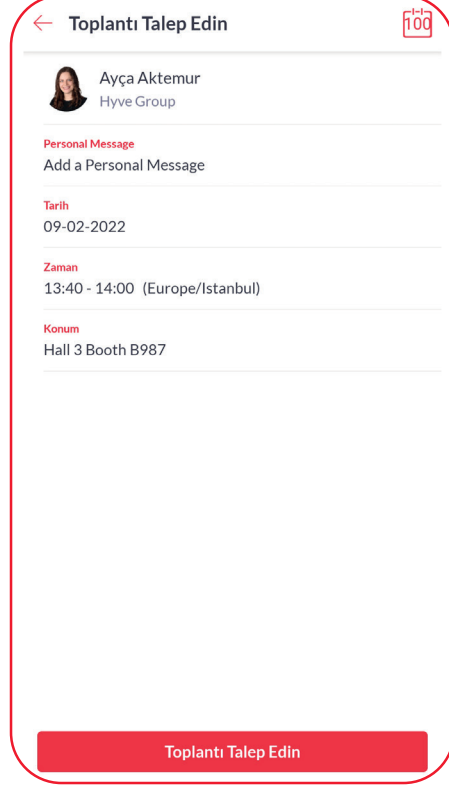 Toplantı Talep Edin
100
Ayça Aktemur
Hyve Group
Personal Message
Add a Personal Message
Tarih
09-02-2022
Zaman
13:40 - 14:00 (Europe/Istanbul)
Konum
Hall 3 Booth B987
Toplantı Talep Edin